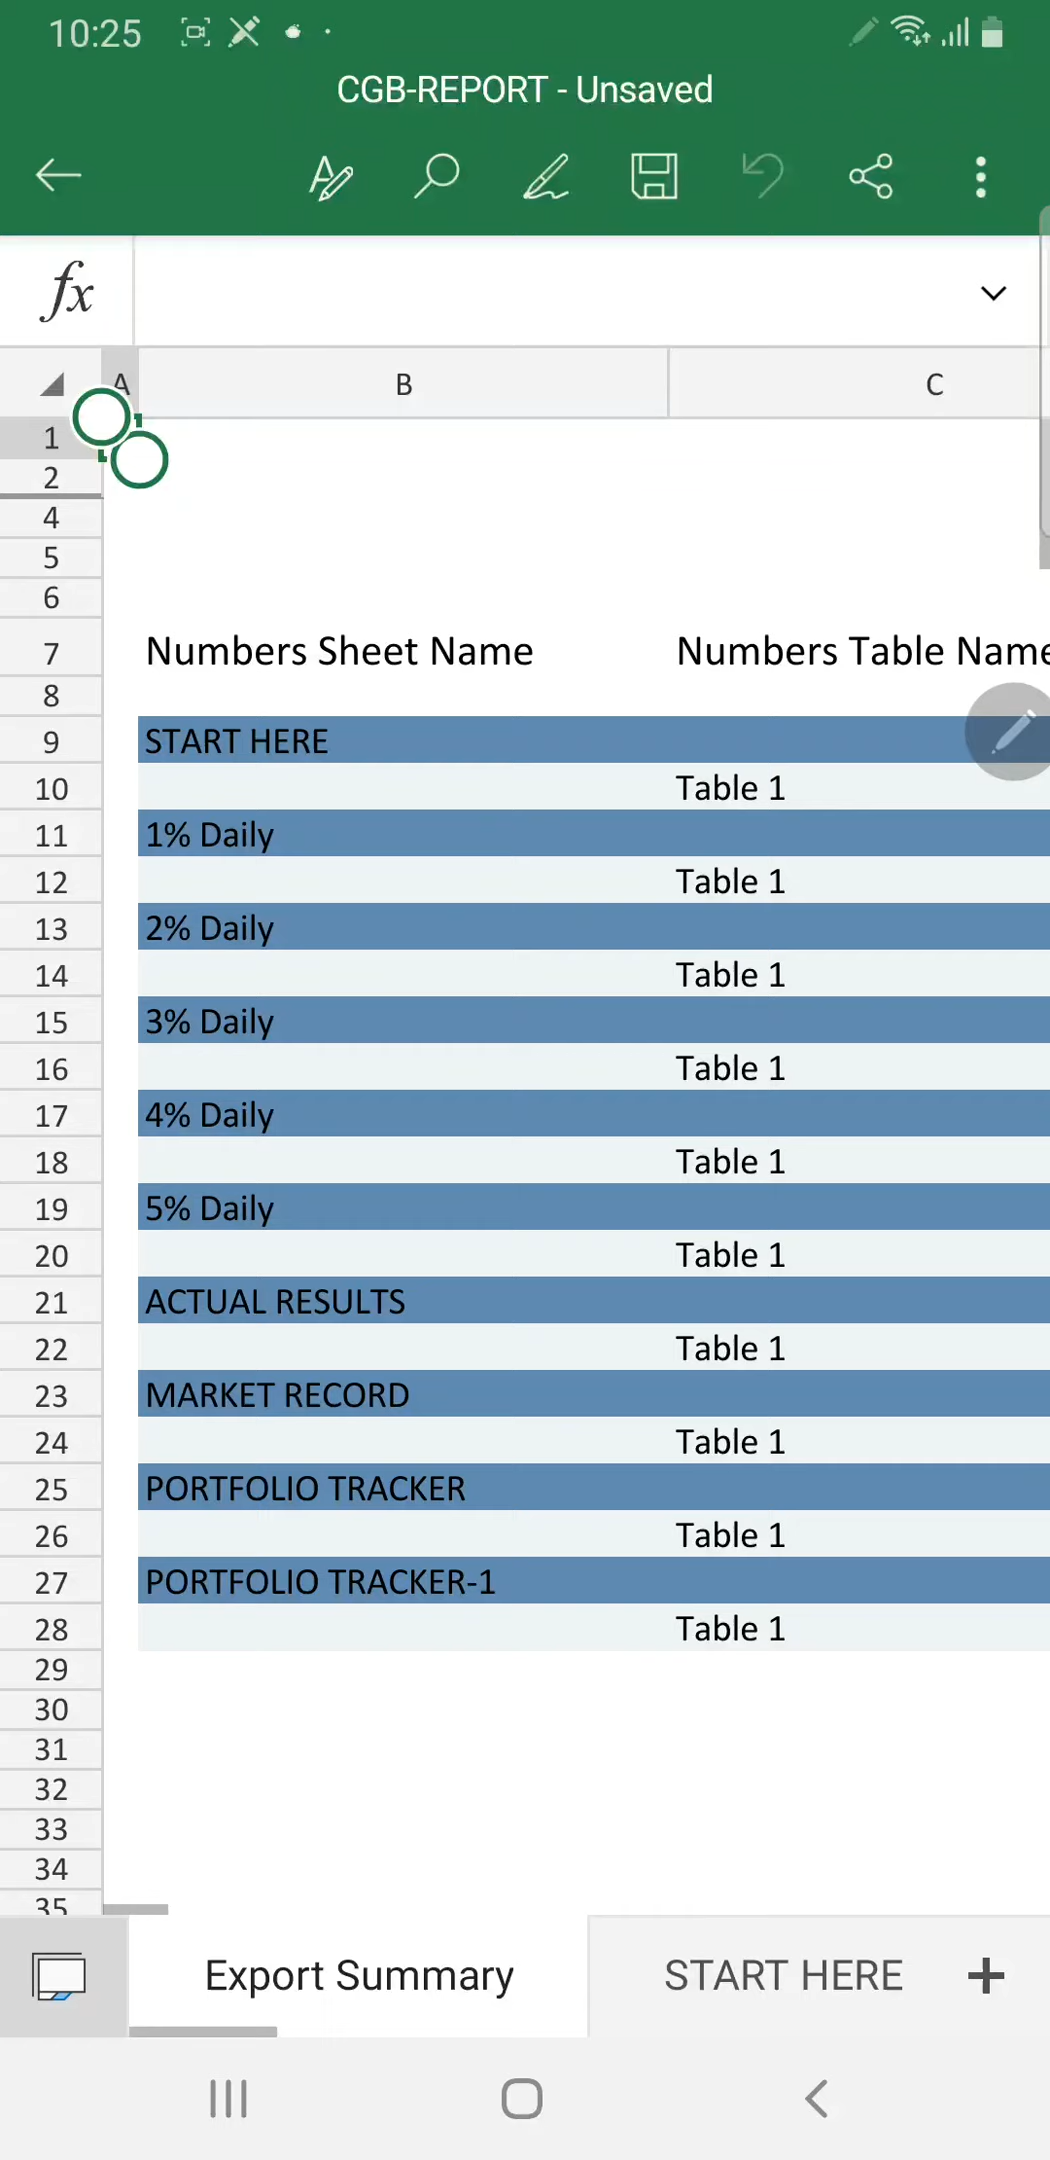 10:25
CGB-REPORT - Unsaved
fx
A B C
1
2
4
5
6
7 Numbers Sheet Name Numbers Table Name
8
9 START HERE
10 Table 1
11 1% Daily
12 Table 1
13 2% Daily
14 Table 1
15 3% Daily
16 Table 1
17 4% Daily
18 Table 1
19 5% Daily
20 Table 1
21 ACTUAL RESULTS
22 Table 1
23 MARKET RECORD
24 Table 1
25 PORTFOLIO TRACKER
26 Table 1
27 PORTFOLIO TRACKER-1
28 Table 1
29
30
31
32
33
34
35
Export Summary START HERE +